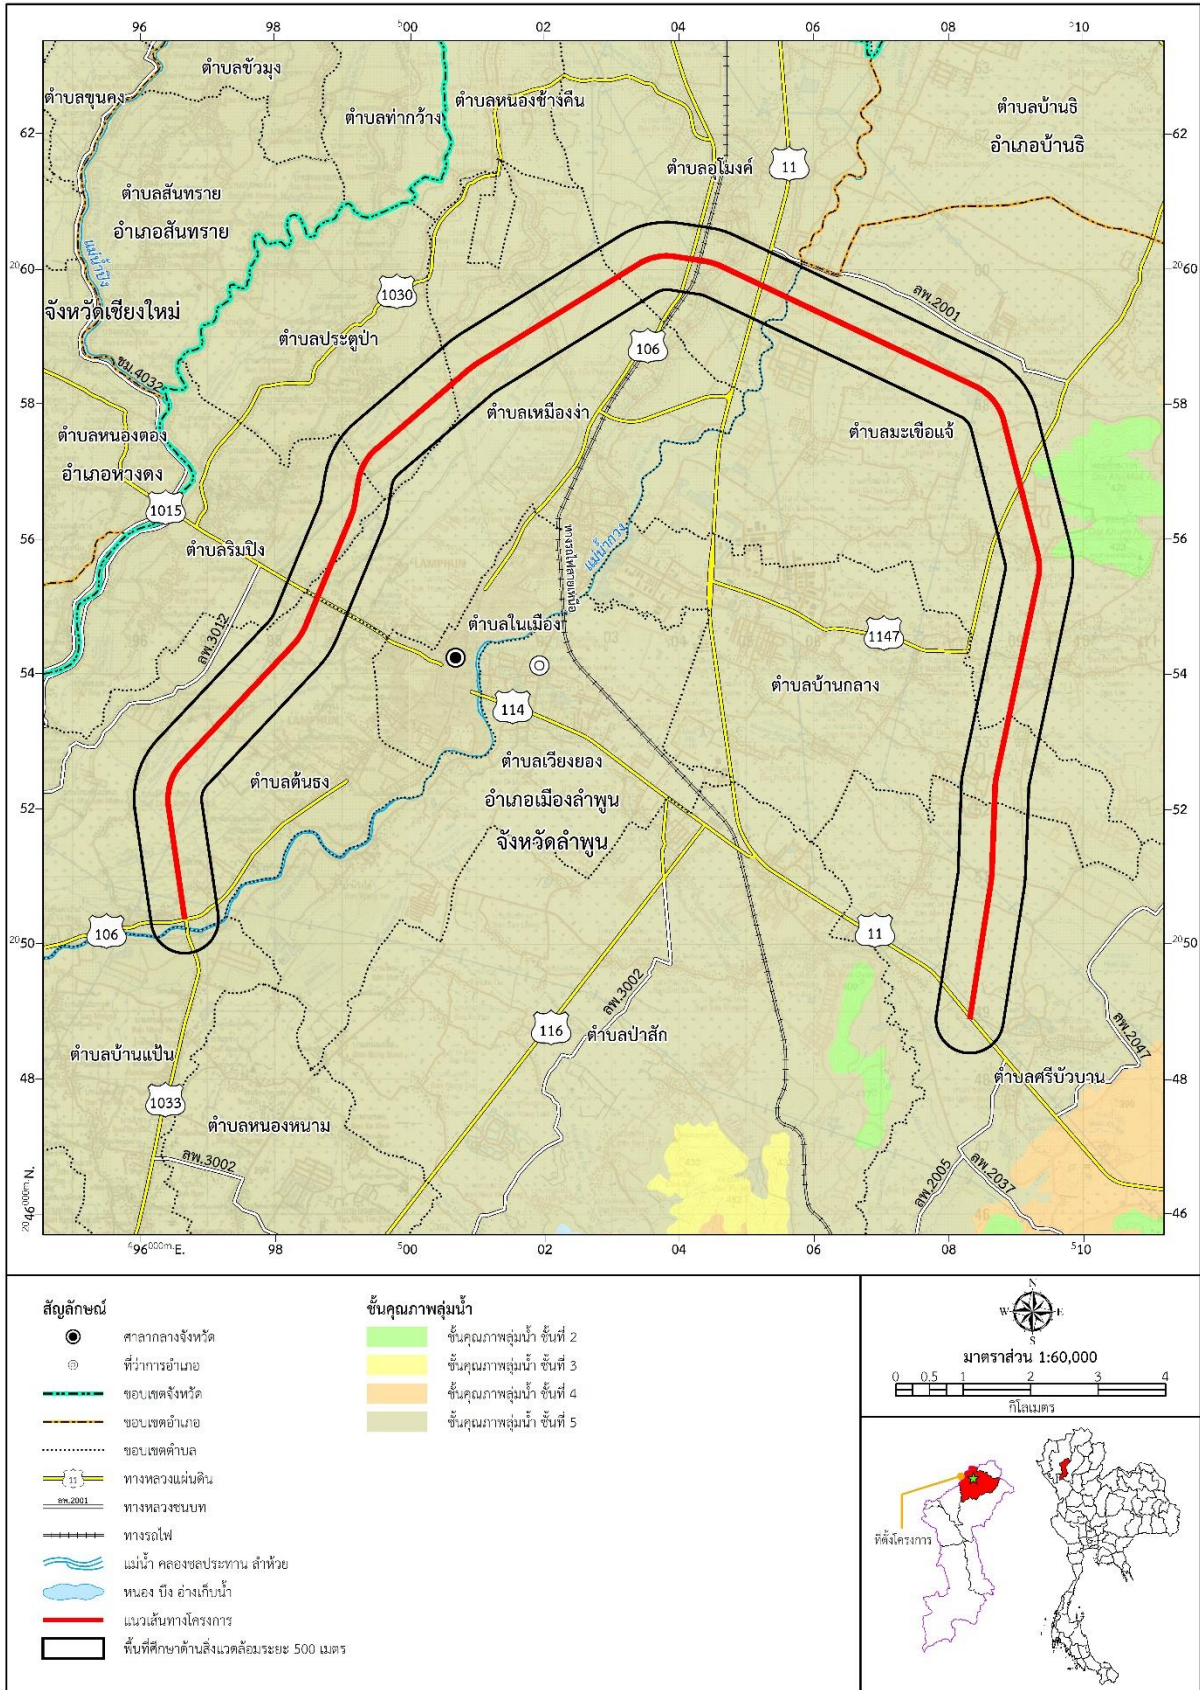 96
⁵00
02
04
06
08
⁵10
ตำบลขัวมุง
ตำบลขุนคง
ตำบลท่ากว้าง
ตำบลหนองช้างคืน
ตำบลบ้านธิ
อำเภอบ้านธิ
62
62
ตำบลอุโมงค์
11
ตำบลสันทราย
อำเภอสันทราย
แม่น้ำปิง
²⁰60
²⁰60
1030
ลพ.2001
จังหวัดเชียงใหม่
ตำบลประตูป่า
106
ชม.4032
58
58
ตำบลเหมืองง่า
ตำบลหนองตอง
ตำบลมะเขือแจ้
อำเภอหางดง
1015
56
56
ตำบลริมปิง
ทางรถไฟสายเหนือ
แม่น้ำกวง
ลพ.3012
ตำบลในเมือง
1147
54
54
ตำบลบ้านกลาง
114
ตำบลเวียงยอง
ตำบลต้นธง
อำเภอเมืองลำพูน
52
52
จังหวัดลำพูน
106
11
²⁰50
²⁰50
ลพ.3002
116
ตำบลป่าสัก
ลพ.2047
ตำบลบ้านแป้น
48
48
ตำบลศรีบัวบาน
1033
ตำบลหนองหนาม
ลพ.3002
ลพ.2005
ลพ.2037
²⁰46⁰⁰⁰ᵐ·N.
46
⁴96⁰⁰⁰ᵐ·E.
98
⁵00
02
04
06
08
⁵10
สัญลักษณ์
ศาลากลางจังหวัด
ที่ว่าการอำเภอ
ขอบเขตจังหวัด
ขอบเขตอำเภอ
ขอบเขตตำบล
11
ทางหลวงแผ่นดิน
ลพ.2001
ทางหลวงชนบท
ทางรถไฟ
แม่น้ำ คลองชลประทาน ลำห้วย
หนอง บึง อ่างเก็บน้ำ
แนวเส้นทางโครงการ
พื้นที่ศึกษาด้านสิ่งแวดล้อมระยะ 500 เมตร
ชั้นคุณภาพลุ่มน้ำ
ชั้นคุณภาพลุ่มน้ำ ชั้นที่ 2
ชั้นคุณภาพลุ่มน้ำ ชั้นที่ 3
ชั้นคุณภาพลุ่มน้ำ ชั้นที่ 4
ชั้นคุณภาพลุ่มน้ำ ชั้นที่ 5
N
W E
S
มาตราส่วน 1:60,000
0 0.5 1 2 3 4
กิโลเมตร
ที่ตั้งโครงการ